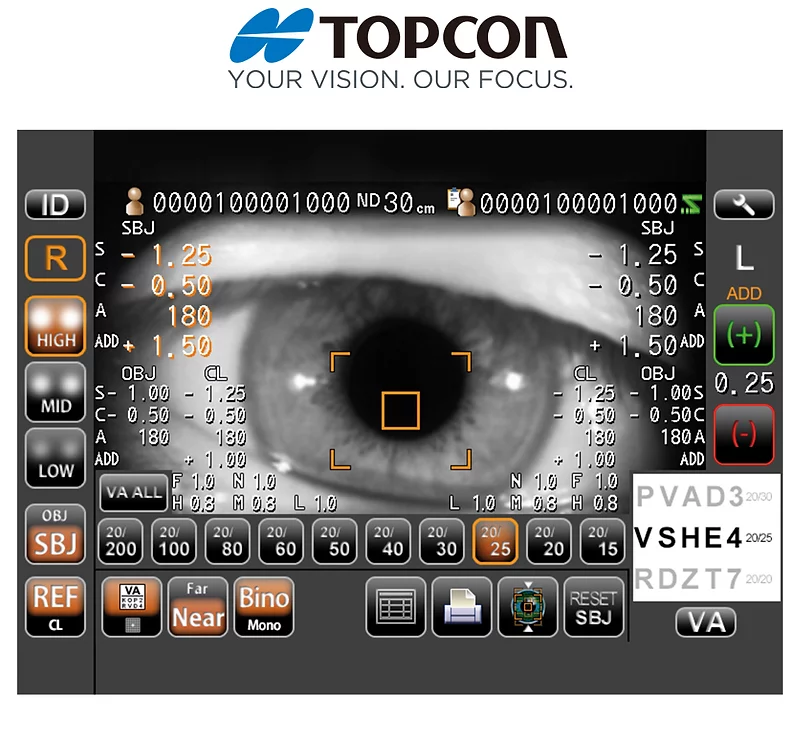 TOPCON
YOUR VISION. OUR FOCUS.
ID
0000100001000 ND 30 cm 0000100001000
SBJ SBJ
R S - 1.25 - 1.25 S L
C - 0.50 - 0.50 C
A 180 180 A ADD
HIGH ADD + 1.50 + 1.50 ADD (+)
OBJ CL CL OBJ 0.25
MID S- 1.00 - 1.25 - 1.25 - 1.00S
C- 0.50 - 0.50 - 0.50 - 0.50C (-)
A 180 180 180 180A
LOW ADD + 1.00 + 1.00 ADD
VA ALL F 1.0 N 1.0 N 1.0 F 1.0 PVAD3 20/30
H 0.8 M 0.8 L 1.0 L 1.0 M 0.8 H 0.8
OBJ SBJ 20/200 20/100 20/80 20/60 20/50 20/40 20/30 20/25 20/20 20/15 VSHE4 20/25
RDZT7 20/20
REF VA Far Bino RESET
CL KDP2 RVD4 Near Mono SBJ VA